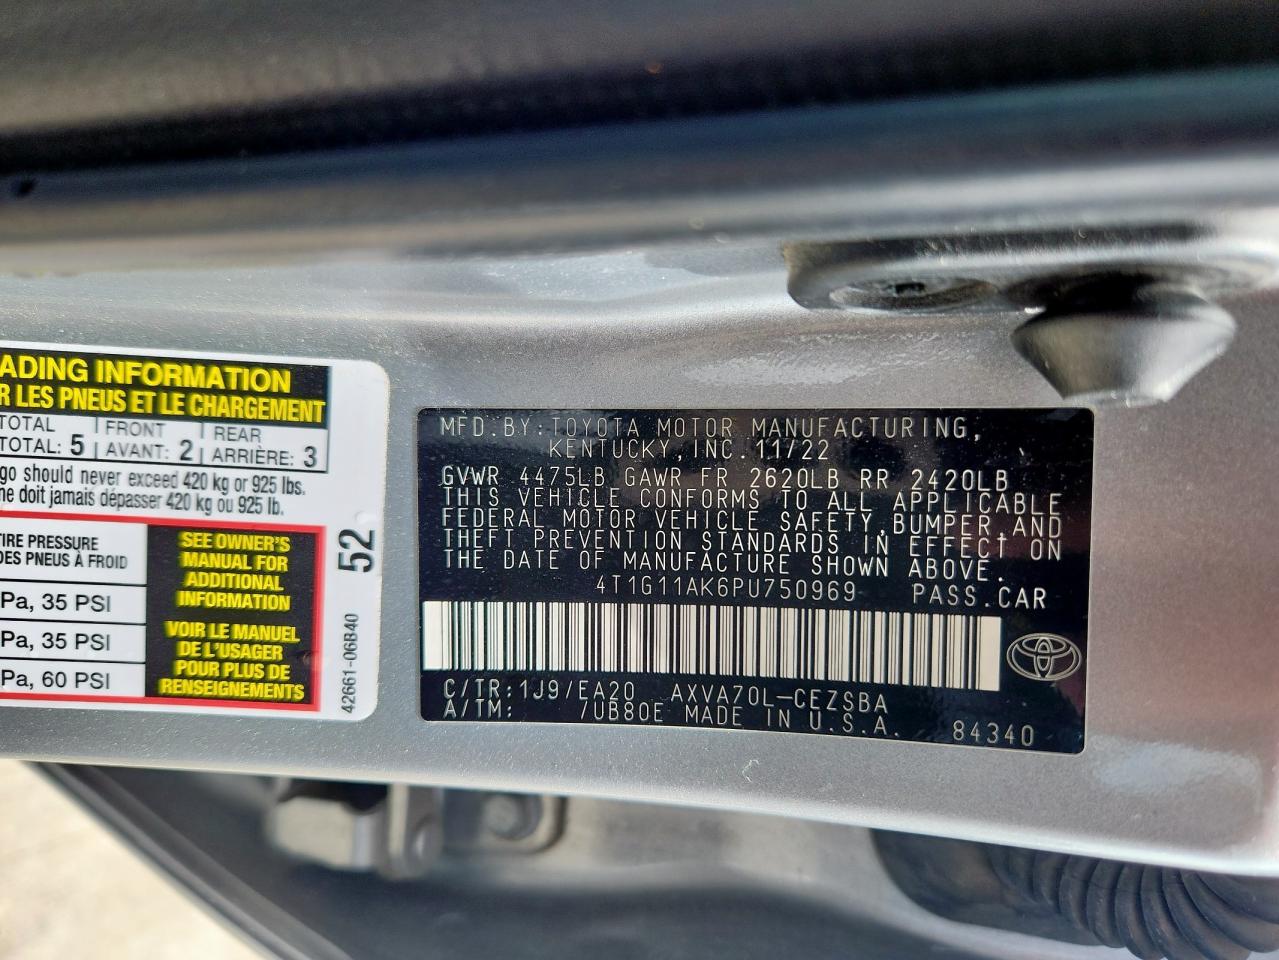 ADING INFORMATION
R LES PNEUS ET LE CHARGEMENT
TOTAL FRONT REAR
TOTAL: 5 AVANT: 2 ARRIÈRE: 3
go should never exceed 420 kg or 925 lbs.
ne doit jamais dépasser 420 kg ou 925 lb.
TIRE PRESSURE
DES PNEUS À FROID
Pa, 35 PSI
Pa, 35 PSI
Pa, 60 PSI
SEE OWNER'S
MANUAL FOR
ADDITIONAL
INFORMATION
VOIR LE MANUEL
DE L'USAGER
POUR PLUS DE
RENSEIGNEMENTS
52
42661-06B40
MFD.BY:TOYOTA MOTOR MANUFACTURING,
KENTUCKY,INC.11/22
GVWR 4475LB GAWR FR 2620LB RR 2420LB
THIS VEHICLE CONFORMS TO ALL APPLICABLE
FEDERAL MOTOR VEHICLE SAFETY,BUMPER,AND
THEFT PREVENTION STANDARDS IN EFFECT ON
THE DATE OF MANUFACTURE SHOWN ABOVE.
4T1G11AK6PU750969 PASS.CAR
C/TR:1J9/EA20 AXVA70L-CEZSBA
A/TM: 7UB80E MADE IN U.S.A. 84340